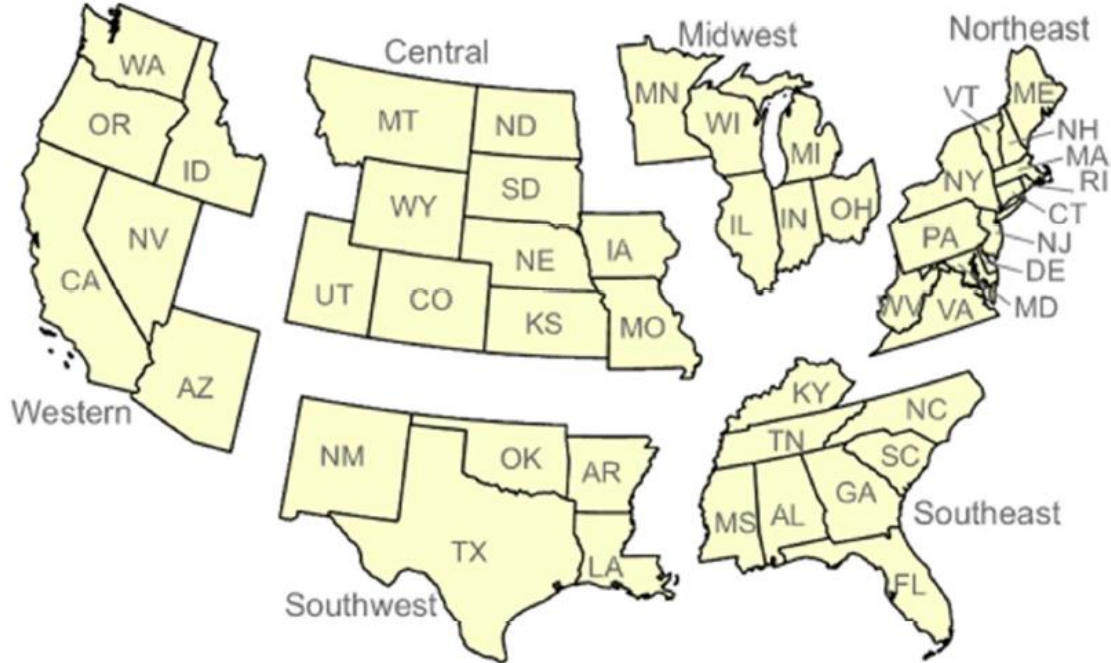 Western
WA
OR
ID
CA
NV
AZ
Central
MT
ND
WY
SD
NE
IA
UT
CO
KS
MO
Midwest
MN
WI
MI
IL
IN
OH
Northeast
VT
ME
NH
MA
RI
NY
CT
PA
NJ
DE
WV
VA
MD
Southwest
NM
OK
AR
TX
LA
Southeast
KY
NC
TN
SC
MS
AL
GA
FL